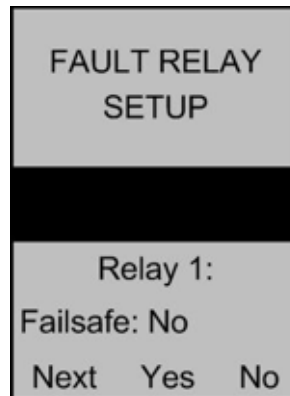 FAULT RELAY
SETUP
Relay 1:
Failsafe: No
Next Yes No